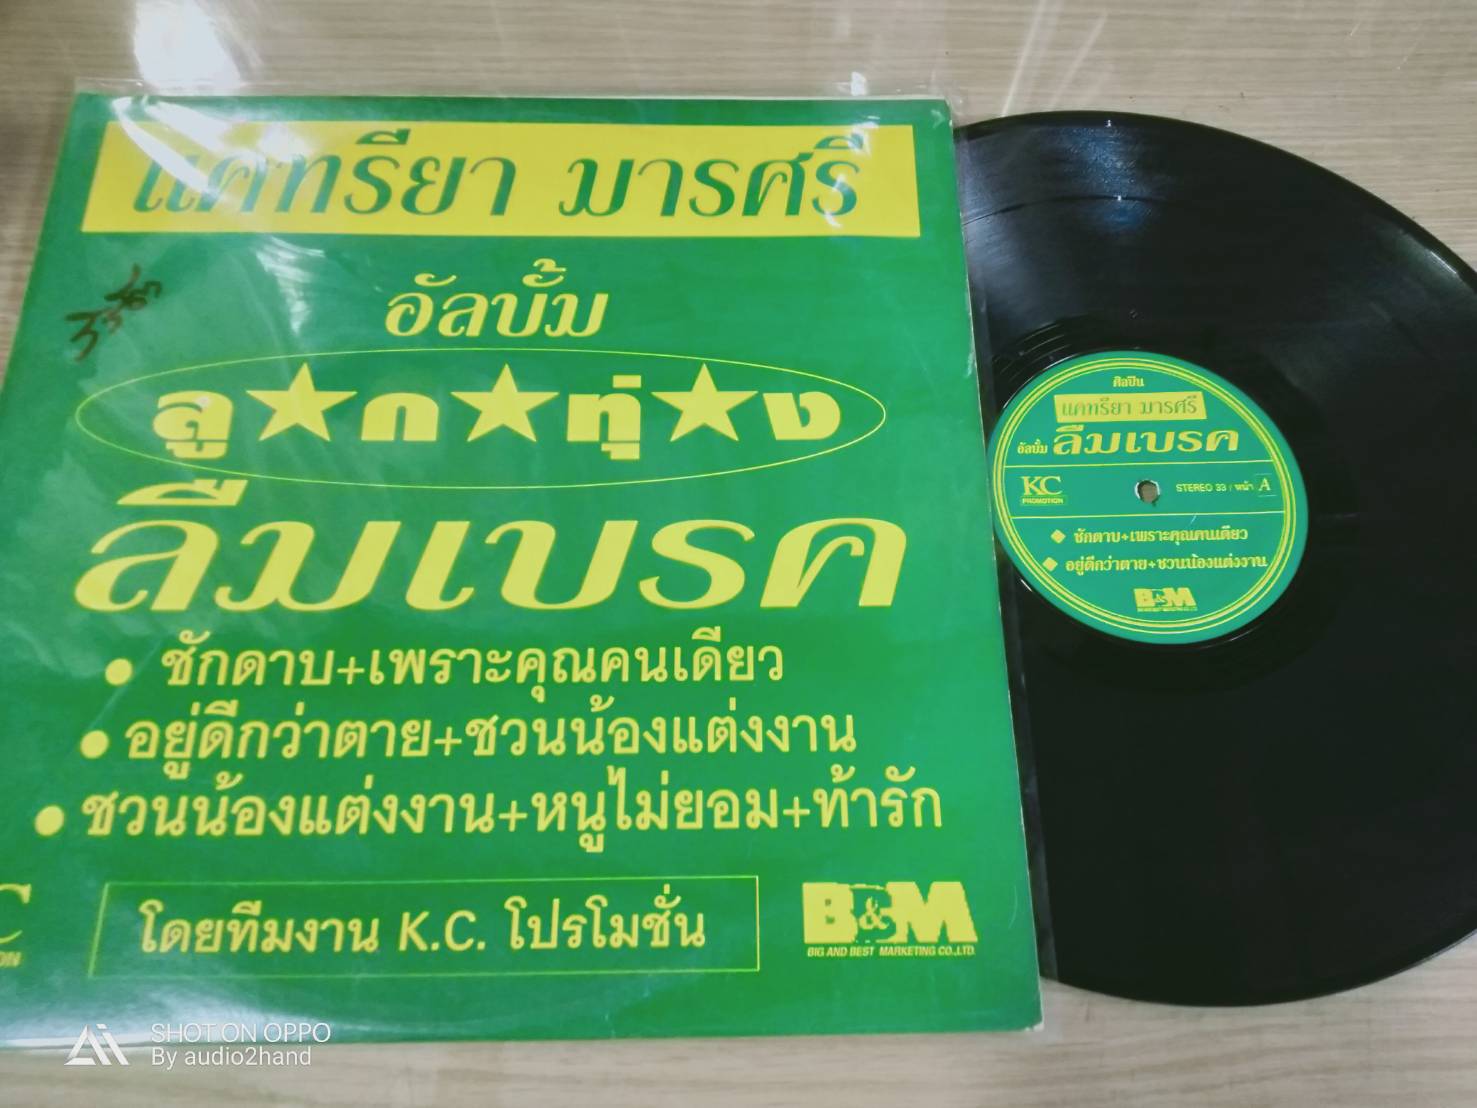 แคทรียา มารศรี
อัลบั้ม
ลู★ก★ทุ่★ง
ลืมเบรค
• ชักดาบ+เพราะคุณคนเดียว
• อยู่ดีกว่าตาย+ชวนน้องแต่งงาน
• ชวนน้องแต่งงาน+หนูไม่ยอม+ท้ารัก
โดยทีมงาน K.C. โปรโมชั่น
B&M
BIG AND BEST MARKETING CO.,LTD.
ศิลปิน
แคทรียา มารศรี
อัลบั้ม ลืมเบรค
KC
PROMOTION
STEREO 33 / หน้า A
◆ ชักดาบ+เพราะคุณคนเดียว
◆ อยู่ดีกว่าตาย+ชวนน้องแต่งงาน
B&M
SHOT ON OPPO
By audio2hand